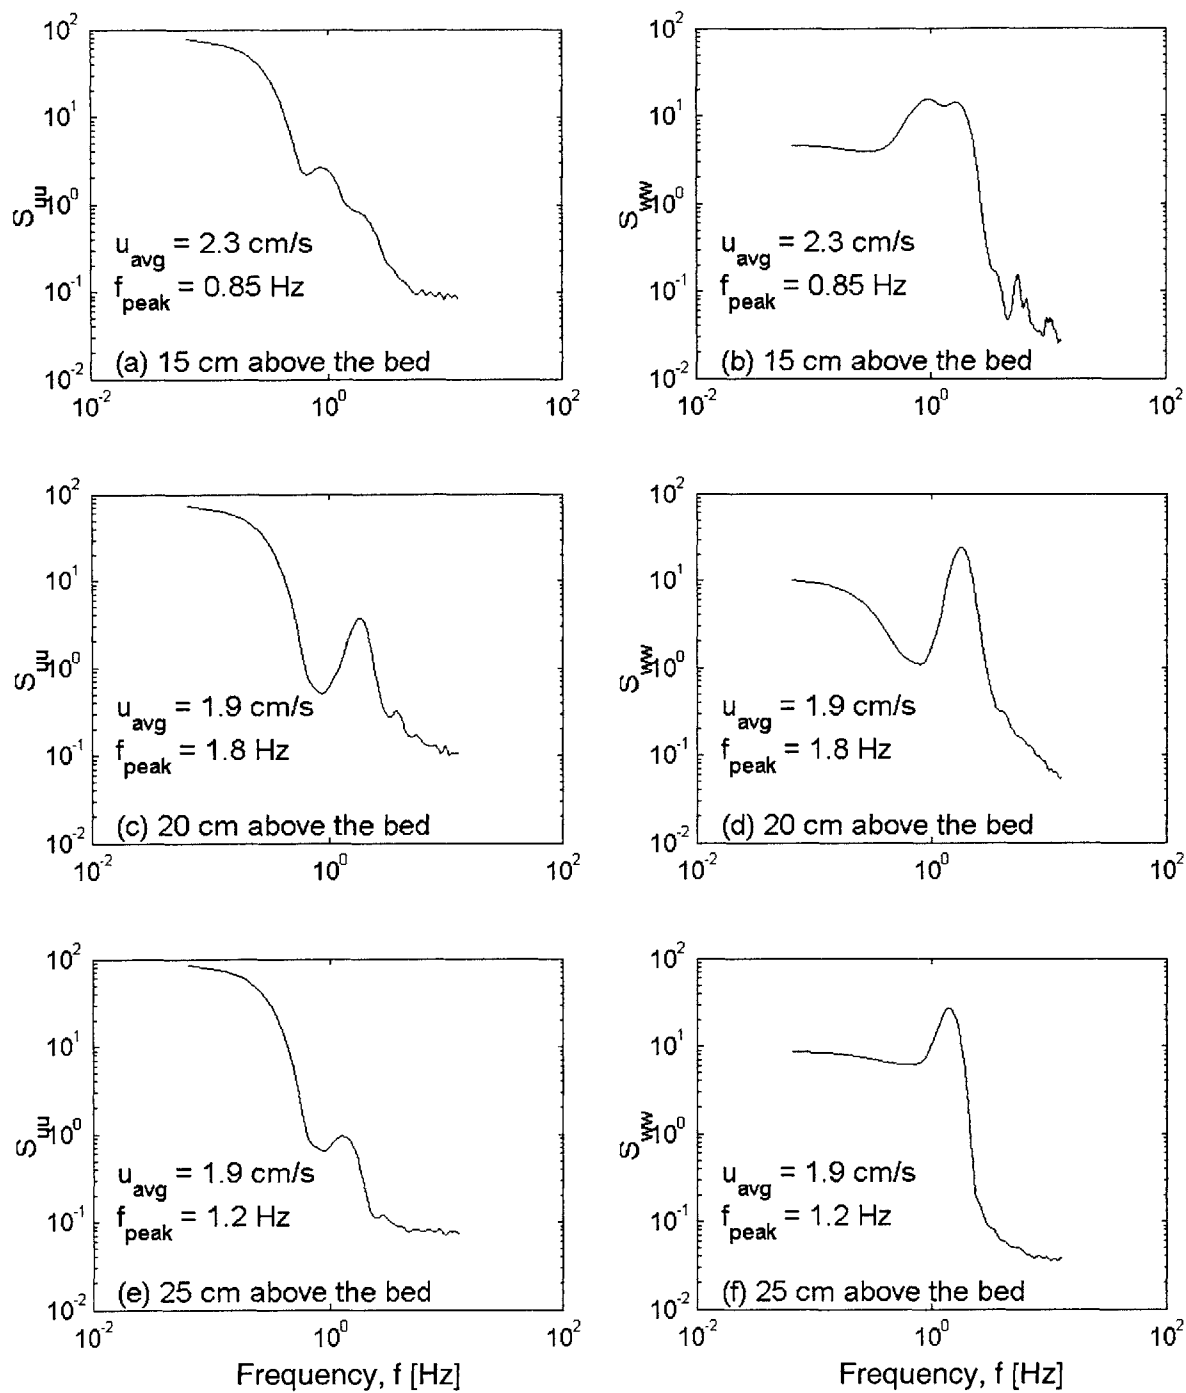 10^2
10^1
10^0
10^-1
10^-2
S_uu
u_avg = 2.3 cm/s
f_peak = 0.85 Hz
(a) 15 cm above the bed
10^-2 10^0 10^2
10^2
10^1
10^0
10^-1
10^-2
S_ww
u_avg = 2.3 cm/s
f_peak = 0.85 Hz
(b) 15 cm above the bed
10^-2 10^0 10^2
10^2
10^1
10^0
10^-1
10^-2
S_uu
u_avg = 1.9 cm/s
f_peak = 1.8 Hz
(c) 20 cm above the bed
10^-2 10^0 10^2
10^2
10^1
10^0
10^-1
10^-2
S_ww
u_avg = 1.9 cm/s
f_peak = 1.8 Hz
(d) 20 cm above the bed
10^-2 10^0 10^2
10^2
10^1
10^0
10^-1
10^-2
S_uu
u_avg = 1.9 cm/s
f_peak = 1.2 Hz
(e) 25 cm above the bed
10^-2 10^0 10^2
Frequency, f [Hz]
10^2
10^1
10^0
10^-1
10^-2
S_ww
u_avg = 1.9 cm/s
f_peak = 1.2 Hz
(f) 25 cm above the bed
10^-2 10^0 10^2
Frequency, f [Hz]